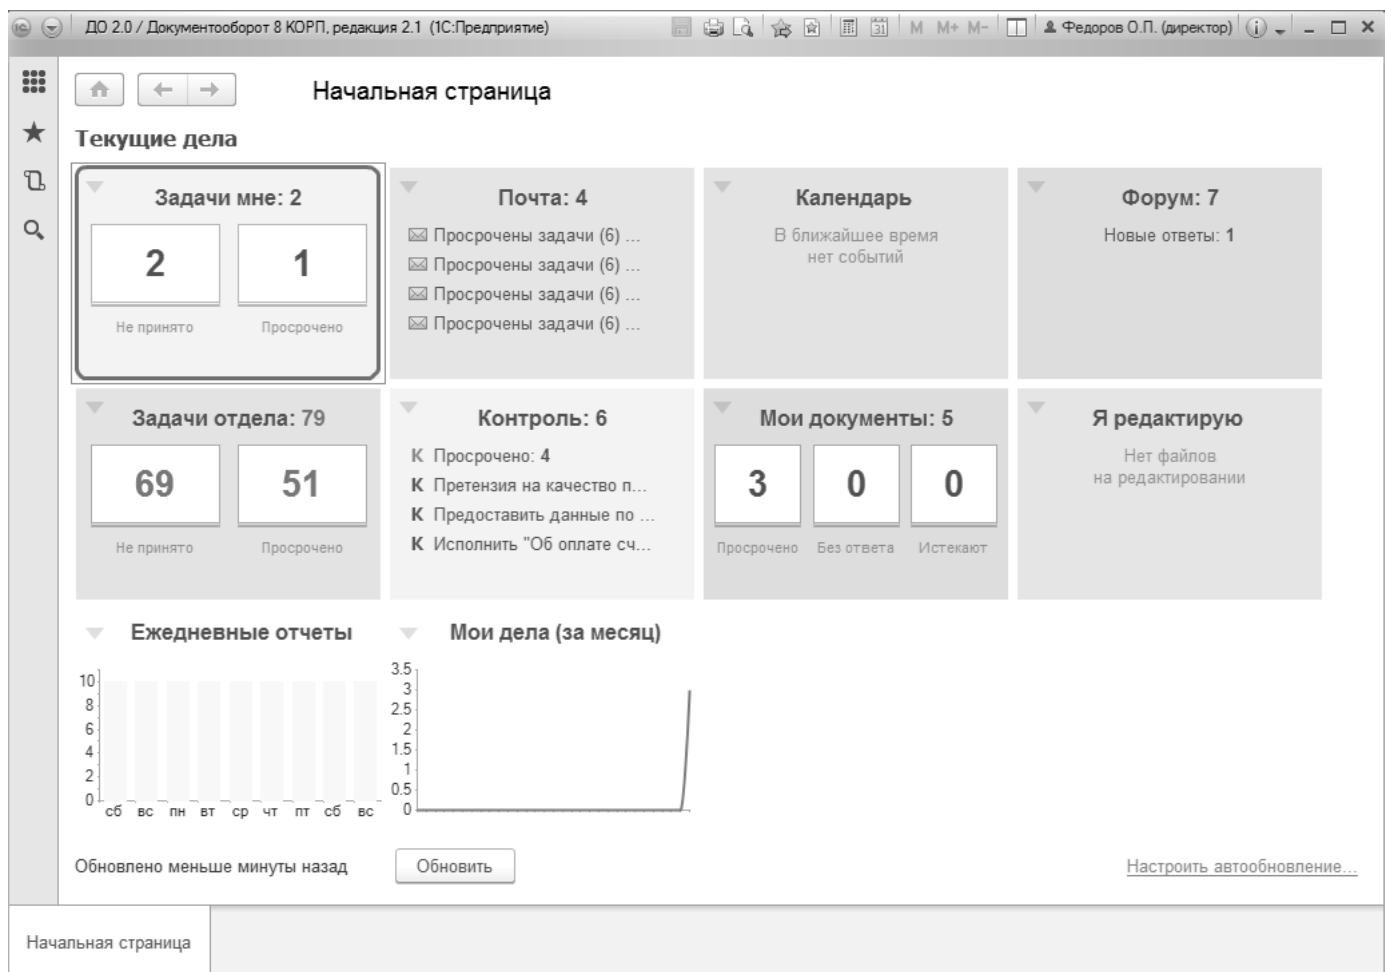 1С ДО 2.0 / Документооборот 8 КОРП, редакция 2.1 (1С:Предприятие) 31 M M+ M- Федоров О.П. (директор)
Начальная страница
Текущие дела
Задачи мне: 2
2 1
Не принято Просрочено
Почта: 4
Просрочены задачи (6) ...
Просрочены задачи (6) ...
Просрочены задачи (6) ...
Просрочены задачи (6) ...
Календарь
В ближайшее время
нет событий
Форум: 7
Новые ответы: 1
Задачи отдела: 79
69 51
Не принято Просрочено
Контроль: 6
К Просрочено: 4
К Претензия на качество п...
К Предоставить данные по ...
К Исполнить "Об оплате сч...
Мои документы: 5
3 0 0
Просрочено Без ответа Истекают
Я редактирую
Нет файлов
на редактировании
Ежедневные отчеты
10
8
6
4
2
0
сб вс пн вт ср чт пт сб вс
Мои дела (за месяц)
3.5
3
2.5
2
1.5
1
0.5
0
Обновлено меньше минуты назад Обновить Настроить автообновление...
Начальная страница